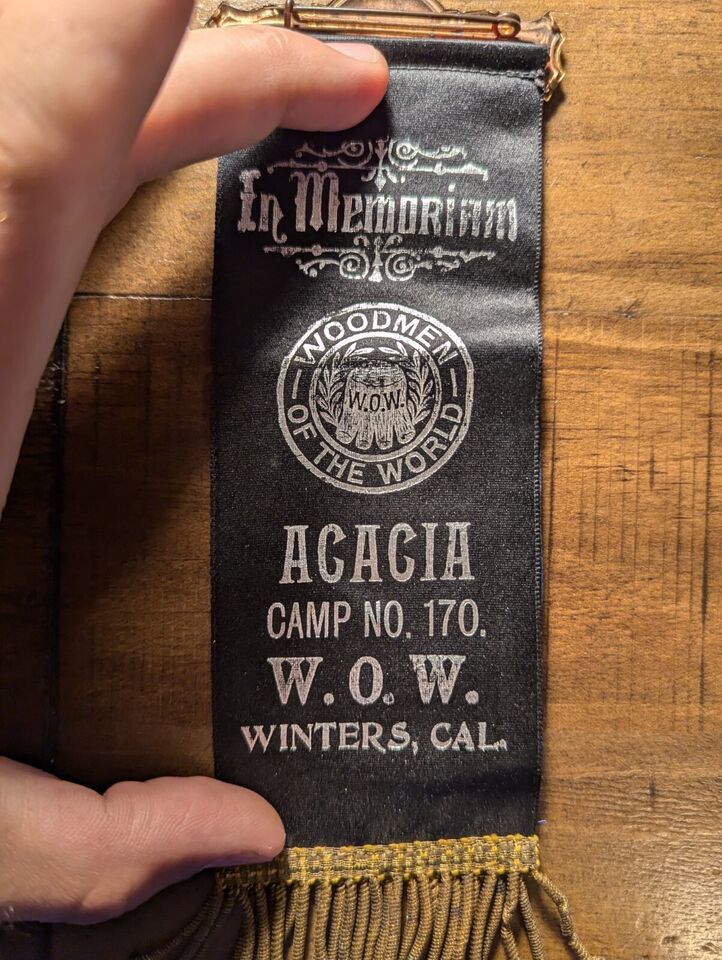 In Memoriam
WOODMEN
OF THE WORLD
W.O.W.
ACACIA
CAMP NO. 170.
W. O. W.
WINTERS, CAL.